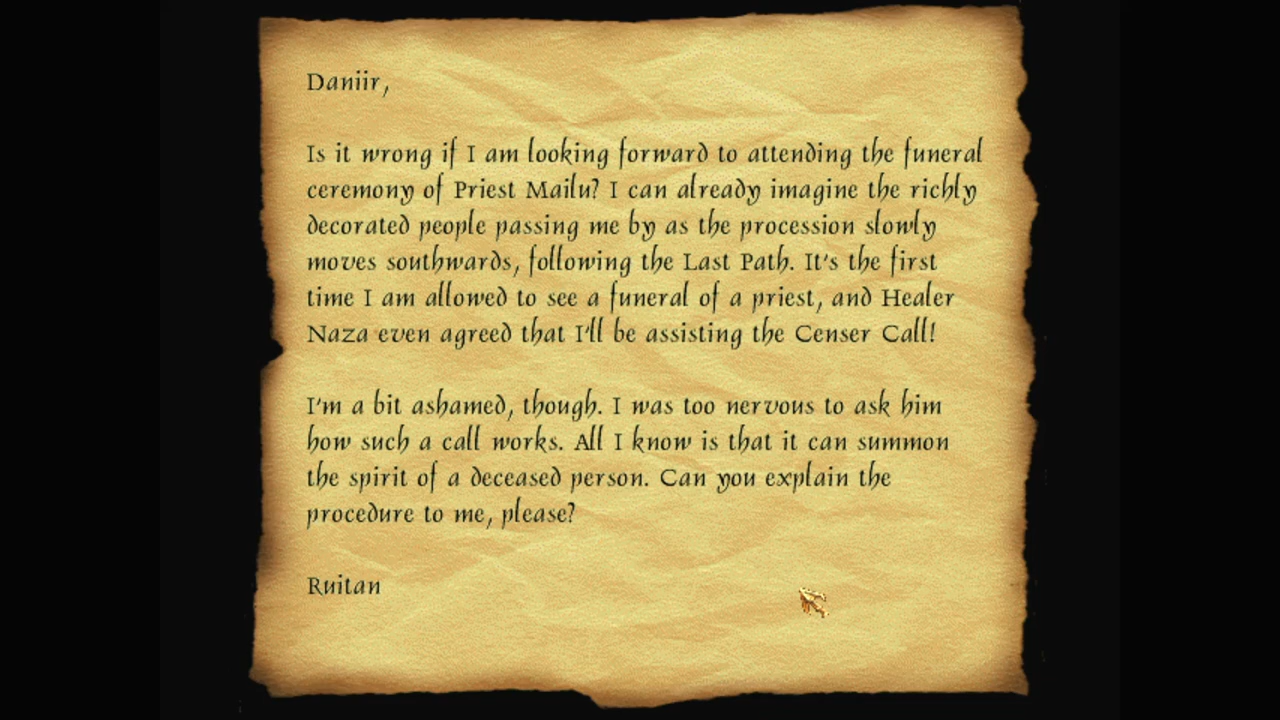 Daniir,
Is it wrong if I am looking forward to attending the funeral
ceremony of Priest Mailu? I can already imagine the richly
decorated people passing me by as the procession slowly
moves southwards, following the Last Path. It's the first
time I am allowed to see a funeral of a priest, and Healer
Naza even agreed that I'll be assisting the Censer Call!
I'm a bit ashamed, though. I was too nervous to ask him
how such a call works. All I know is that it can summon
the spirit of a deceased person. Can you explain the
procedure to me, please?
Ruitan